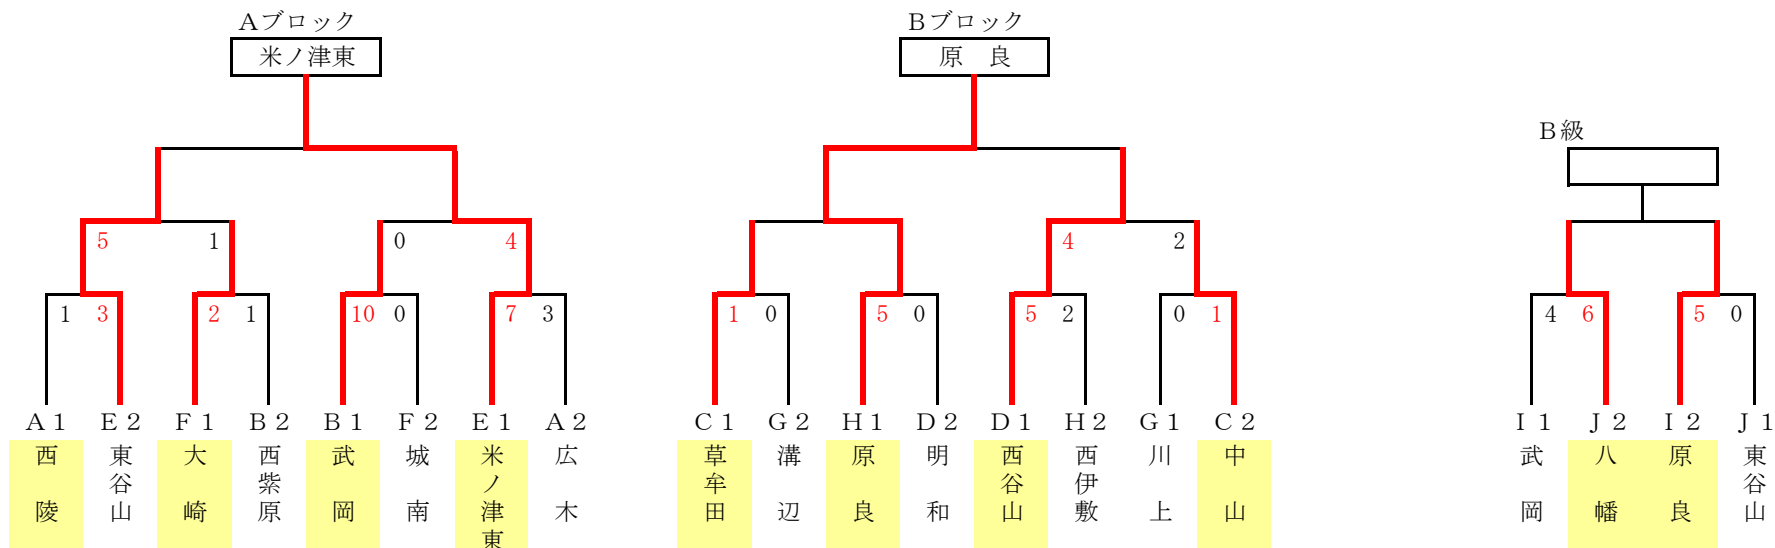 Aブロック
Bブロック
米ノ津東
原 良
B級
5 1 0 4
4 2
1 3 2 1 10 0 7 3
1 0 5 0 5 2 0 1
4 6 5 0
A1 E2 F1 B2 B1 F2 E1 A2
C1 G2 H1 D2 D1 H2 G1 C2
I1 J2 I2 J1
西陵
東谷山
大崎
西紫原
武岡
城南
米ノ津東
広木
草牟田
溝辺
原良
明和
西谷山
西伊敷
川上
中山
武岡
八幡
原良
東谷山